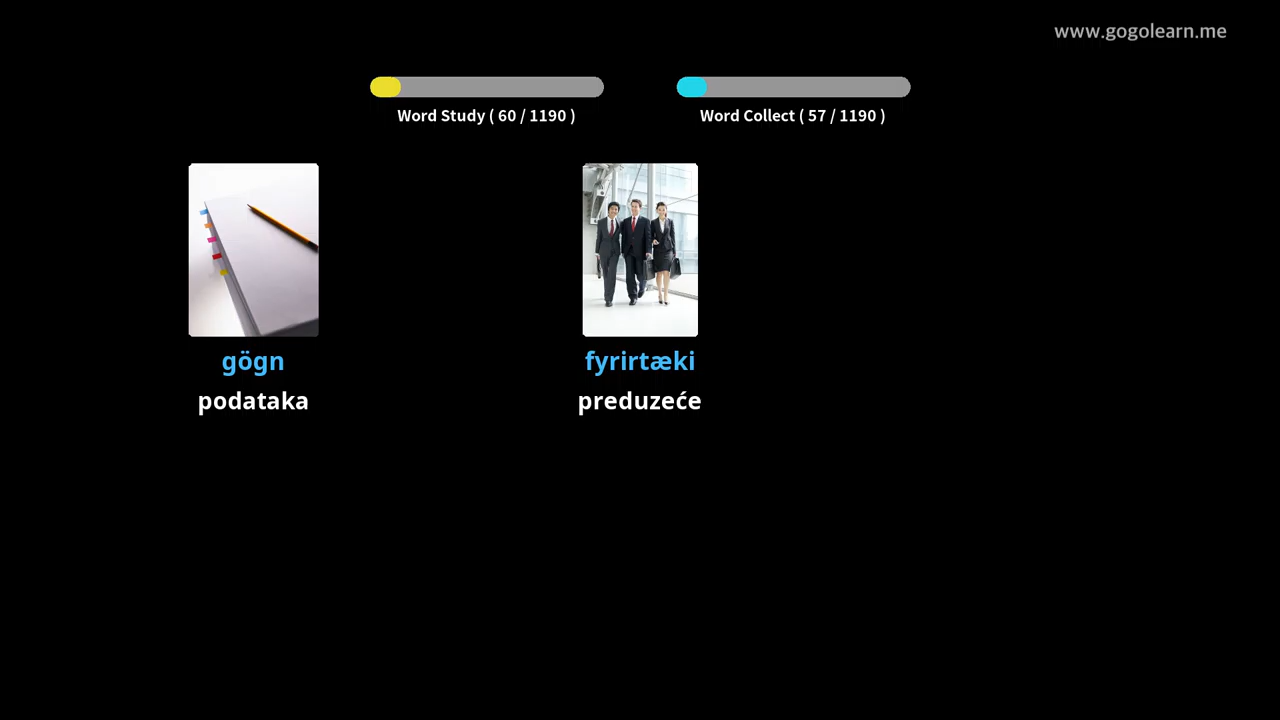 www.gogolearn.me
Word Study ( 60 / 1190 )
Word Collect ( 57 / 1190 )
gögn
fyrirtæki
podataka
preduzeće